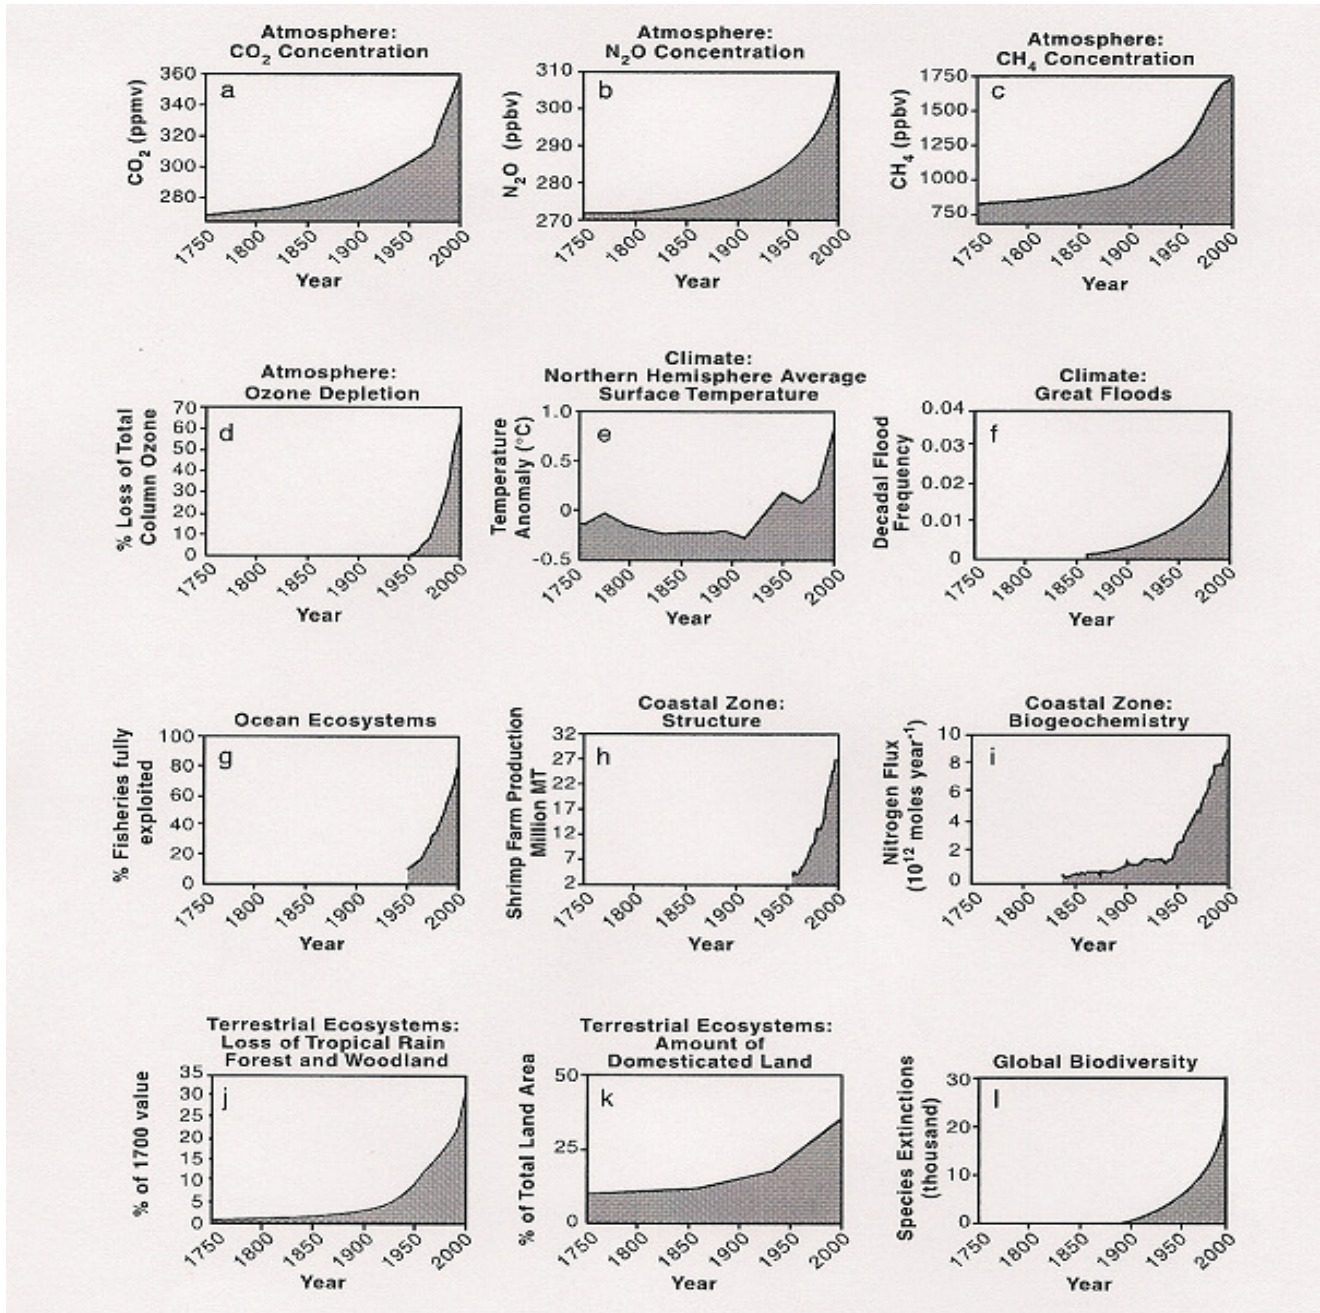 Atmosphere:
CO₂ Concentration
360
340
320
300
280
CO₂ (ppmv)
a
1750
1800
1850
1900
1950
2000
Year
Atmosphere:
N₂O Concentration
310
300
290
280
270
N₂O (ppbv)
b
1750
1800
1850
1900
1950
2000
Year
Atmosphere:
CH₄ Concentration
1750
1500
1250
1000
750
CH₄ (ppbv)
c
1750
1800
1850
1900
1950
2000
Year
Atmosphere:
Ozone Depletion
70
60
50
40
30
20
10
0
% Loss of Total
Column Ozone
d
1750
1800
1850
1900
1950
2000
Year
Climate:
Northern Hemisphere Average
Surface Temperature
1.0
0.5
0
-0.5
Temperature
Anomaly (°C)
e
1750
1800
1850
1900
1950
2000
Year
Climate:
Great Floods
0.04
0.03
0.02
0.01
0
Decadal Flood
Frequency
f
1750
1800
1850
1900
1950
2000
Year
Ocean Ecosystems
100
80
60
40
20
0
% Fisheries fully
exploited
g
1750
1800
1850
1900
1950
2000
Year
Coastal Zone:
Structure
32
27
22
17
12
7
2
Shrimp Farm Production
Million MT
h
1750
1800
1850
1900
1950
2000
Year
Coastal Zone:
Biogeochemistry
10
8
6
4
2
0
Nitrogen Flux
(10¹² moles year⁻¹)
i
1750
1800
1850
1900
1950
2000
Year
Terrestrial Ecosystems:
Loss of Tropical Rain
Forest and Woodland
35
30
25
20
15
10
5
0
% of 1700 value
j
1750
1800
1850
1900
1950
2000
Year
Terrestrial Ecosystems:
Amount of
Domesticated Land
50
25
0
% of Total Land Area
k
1750
1800
1850
1900
1950
2000
Year
Global Biodiversity
30
20
10
0
Species Extinctions
(thousand)
l
1750
1800
1850
1900
1950
2000
Year